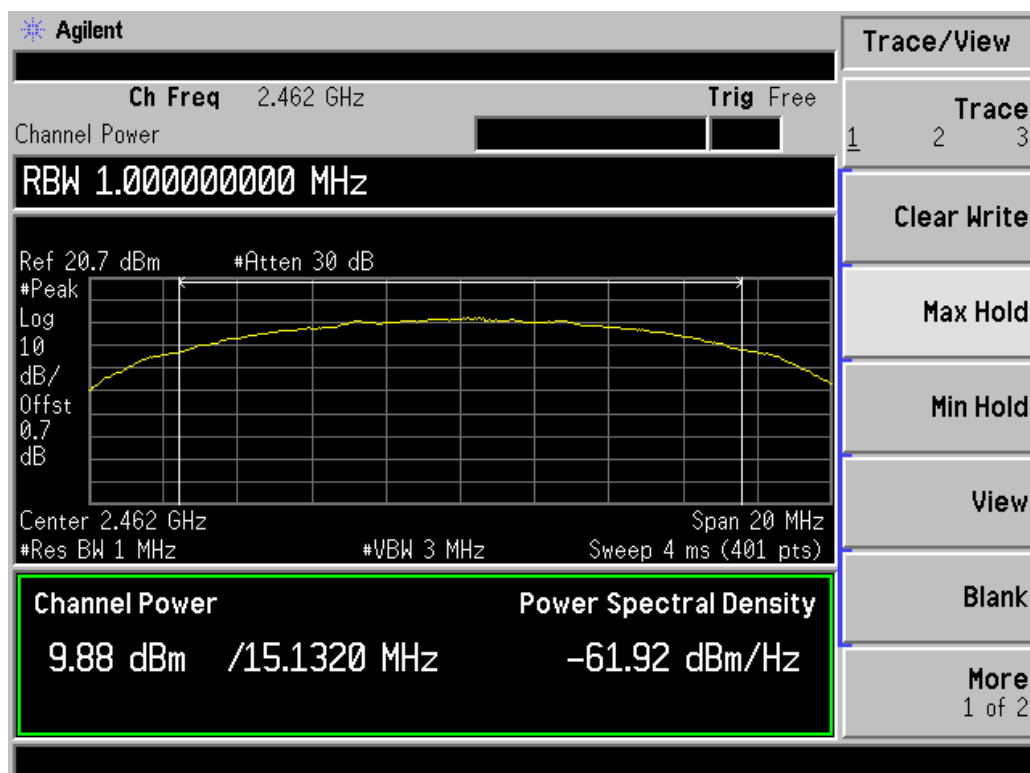 Agilent
Trace/View
Ch Freq 2.462 GHz Trig Free
Channel Power
Trace
1 2 3
RBW 1.000000000 MHz
Clear Write
Ref 20.7 dBm #Atten 30 dB
#Peak
Log
10
dB/
Offst
0.7
dB
Max Hold
Min Hold
Center 2.462 GHz Span 20 MHz
#Res BW 1 MHz #VBW 3 MHz Sweep 4 ms (401 pts)
View
Channel Power Power Spectral Density
9.88 dBm /15.1320 MHz -61.92 dBm/Hz
Blank
More
1 of 2